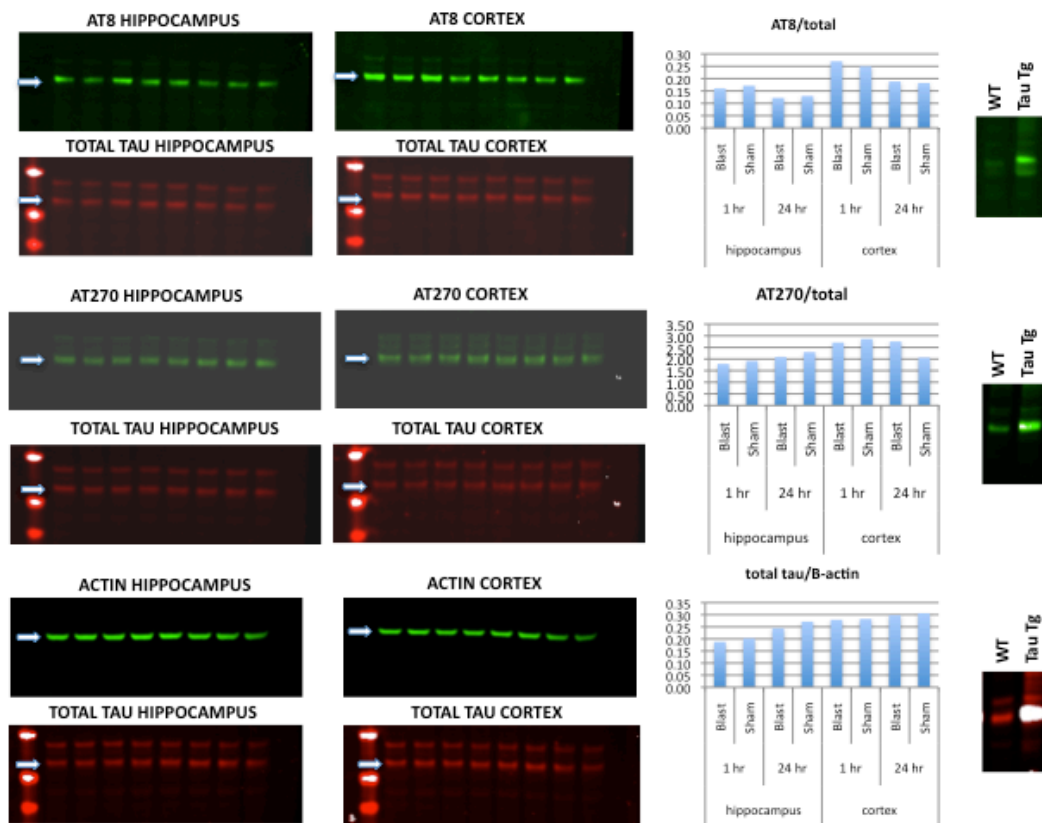 AT8 HIPPOCAMPUS
AT8 CORTEX
TOTAL TAU HIPPOCAMPUS
TOTAL TAU CORTEX
AT8/total
0.30
0.25
0.20
0.15
0.10
0.05
0.00
Blast
Sham
Blast
Sham
Blast
Sham
Blast
Sham
1 hr
24 hr
1 hr
24 hr
hippocampus
cortex
WT
Tau Tg
AT270 HIPPOCAMPUS
AT270 CORTEX
TOTAL TAU HIPPOCAMPUS
TOTAL TAU CORTEX
AT270/total
3.50
3.00
2.50
2.00
1.50
1.00
0.50
0.00
Blast
Sham
Blast
Sham
Blast
Sham
Blast
Sham
1 hr
24 hr
1 hr
24 hr
hippocampus
cortex
WT
Tau Tg
ACTIN HIPPOCAMPUS
ACTIN CORTEX
TOTAL TAU HIPPOCAMPUS
TOTAL TAU CORTEX
total tau/B-actin
0.35
0.30
0.25
0.20
0.15
0.10
0.05
0.00
Blast
Sham
Blast
Sham
Blast
Sham
Blast
Sham
1 hr
24 hr
1 hr
24 hr
hippocampus
cortex
WT
Tau Tg